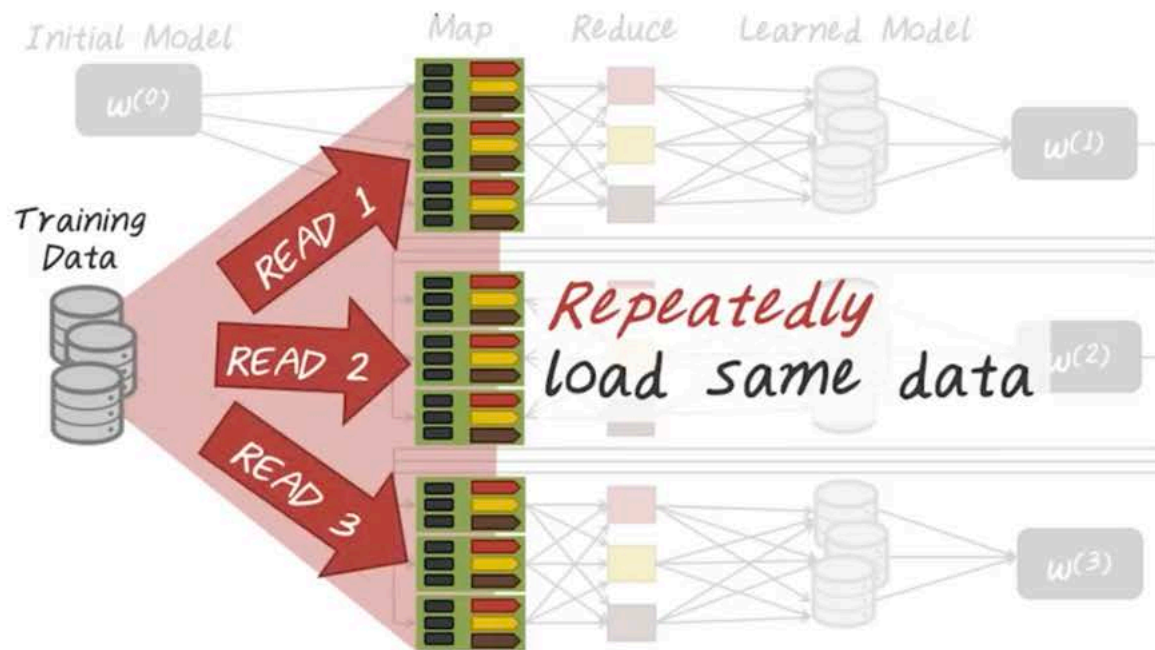 Initial Model
Map
Reduce
Learned Model
w(0)
w(1)
READ 1
Training
Data
READ 2
Repeatedly
load same data
w(2)
READ 3
w(3)